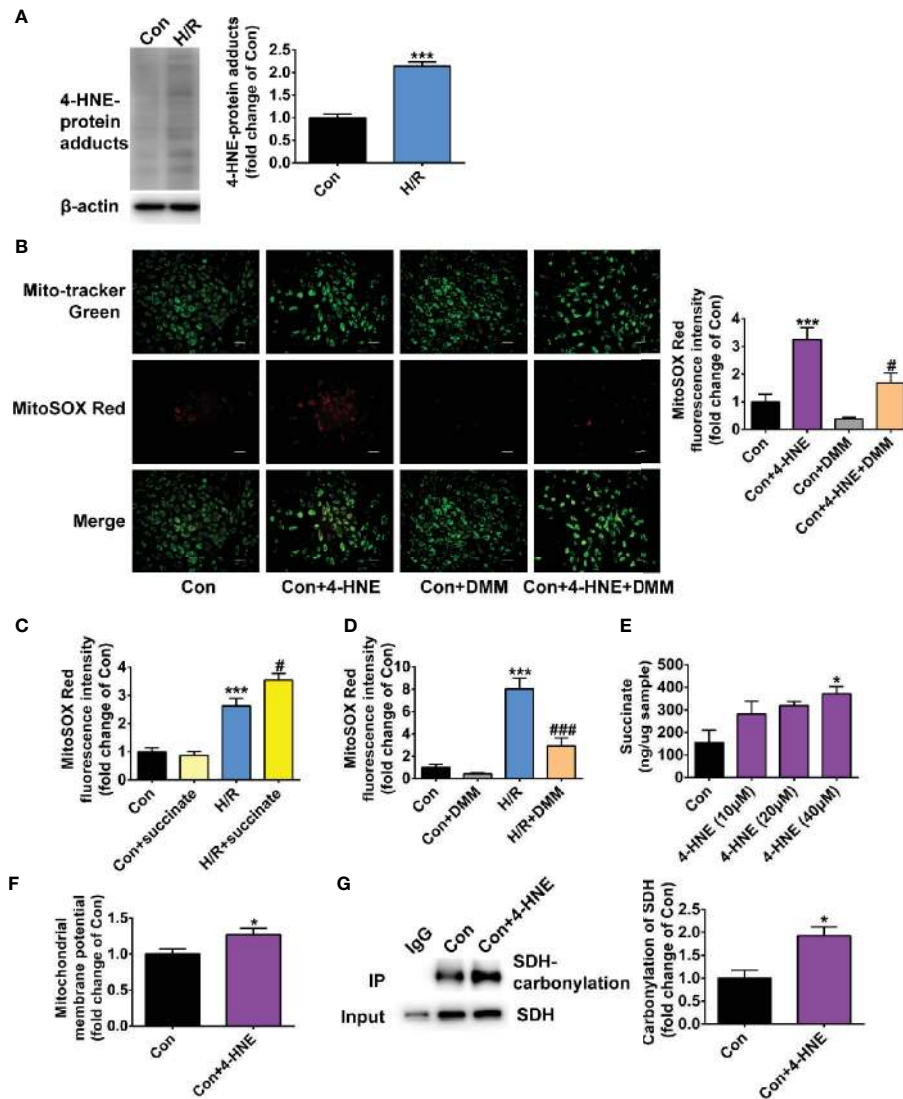 A
Con
H/R
4-HNE-
protein
adducts
β-actin
4-HNE-protein adducts
(fold change of Con)
2.5
2.0
1.5
1.0
0.5
0.0
***
Con
H/R
B
Mito-tracker
Green
MitoSOX Red
Merge
Con
Con+4-HNE
Con+DMM
Con+4-HNE+DMM
MitoSOX Red
fluorescence intensity
(fold change of Con)
4
3
2
1
0
***
#
Con
Con+4-HNE
Con+DMM
Con+4-HNE+DMM
C
MitoSOX Red
fluorescence intensity
(fold change of Con)
4
3
2
1
0
***
#
Con
Con+succinate
H/R
H/R+succinate
D
MitoSOX Red
fluorescence intensity
(fold change of Con)
10
8
6
4
2
0
***
###
Con
Con+DMM
H/R
H/R+DMM
E
Succinate
(ng/ug sample)
500
400
300
200
100
0
*
Con
4-HNE (10μM)
4-HNE (20μM)
4-HNE (40μM)
F
Mitochondrial
membrane potential
(fold change of Con)
1.5
1.0
0.5
0.0
*
Con
Con+4-HNE
G
IgG
Con
Con+4-HNE
IP
SDH-
carbonylation
Input
SDH
Carbonylation of SDH
(fold change of Con)
2.5
2.0
1.5
1.0
0.5
0.0
*
Con
Con+4-HNE